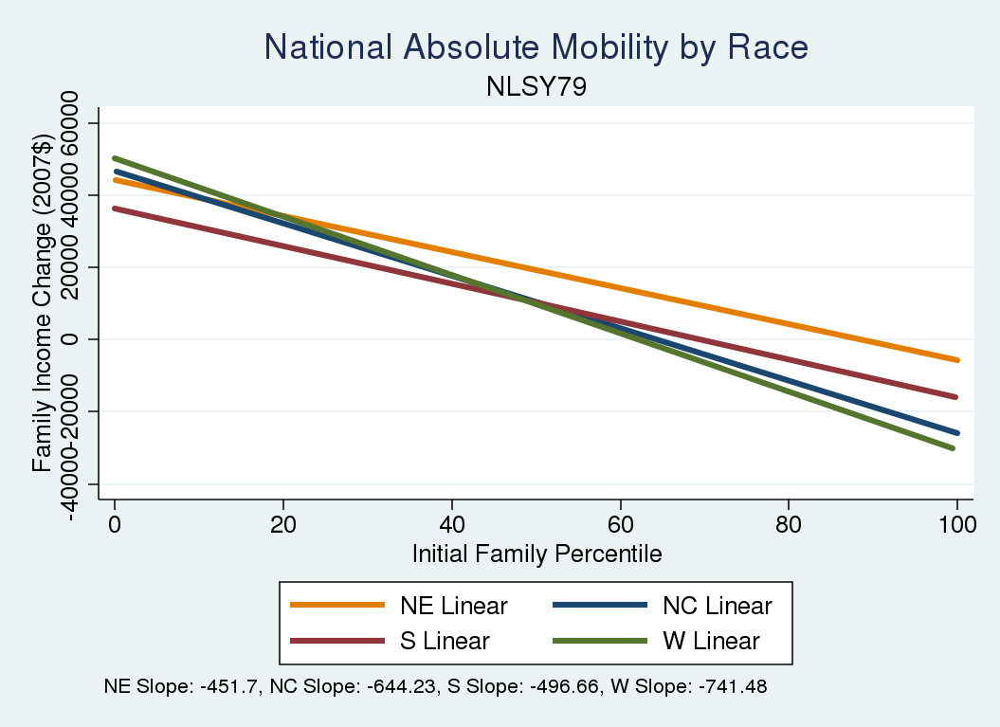 National Absolute Mobility by Race
NLSY79
Family Income Change (2007$)
60000
40000
20000
0
-20000
-40000
0 20 40 60 80 100
Initial Family Percentile
NE Linear NC Linear
S Linear W Linear
NE Slope: -451.7, NC Slope: -644.23, S Slope: -496.66, W Slope: -741.48